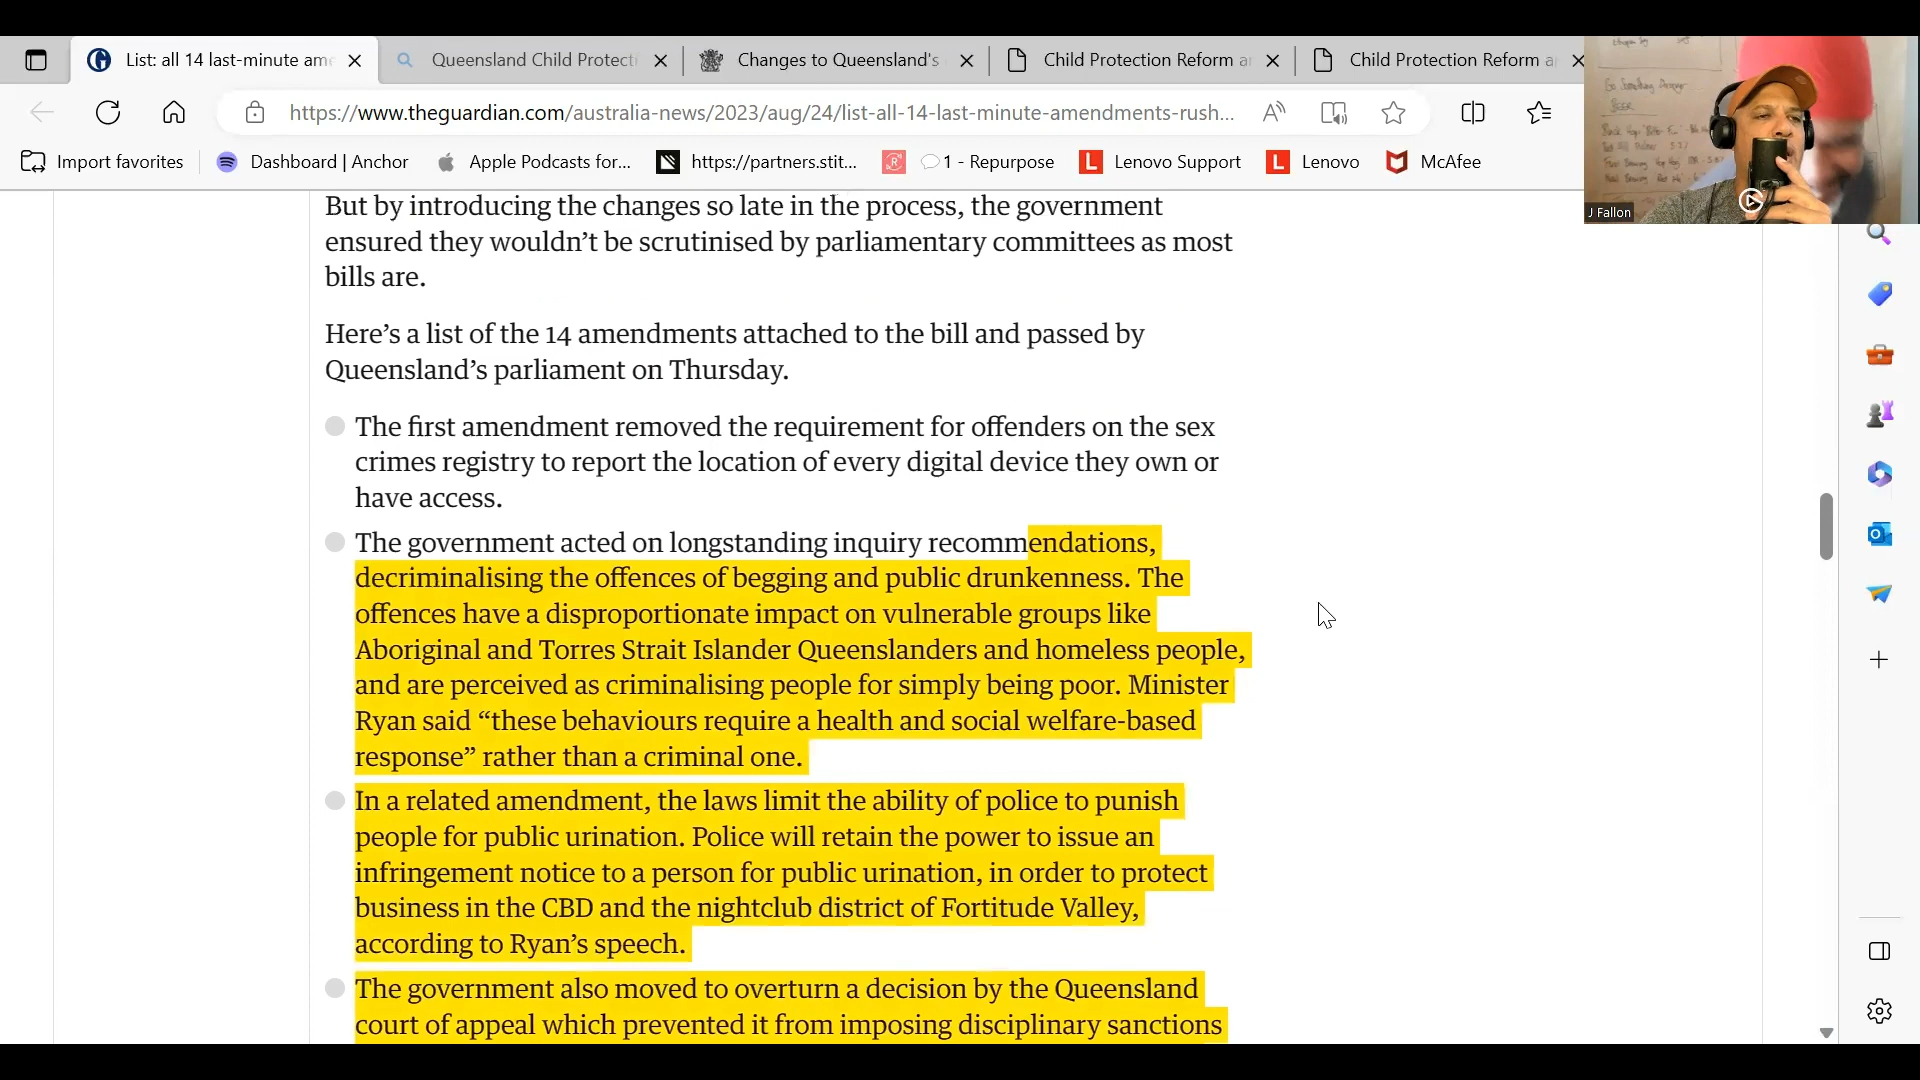 List: all 14 last-minute ame
Queensland Child Protecti
Changes to Queensland's
Child Protection Reform a
Child Protection Reform a
https://www.theguardian.com/australia-news/2023/aug/24/list-all-14-last-minute-amendments-rush...
Import favorites
Dashboard | Anchor
Apple Podcasts for...
https://partners.stit...
1 - Repurpose
Lenovo Support
Lenovo
McAfee
J Fallon
But by introducing the changes so late in the process, the government
ensured they wouldn’t be scrutinised by parliamentary committees as most
bills are.
Here’s a list of the 14 amendments attached to the bill and passed by
Queensland’s parliament on Thursday.
The first amendment removed the requirement for offenders on the sex
crimes registry to report the location of every digital device they own or
have access.
The government acted on longstanding inquiry recommendations,
decriminalising the offences of begging and public drunkenness. The
offences have a disproportionate impact on vulnerable groups like
Aboriginal and Torres Strait Islander Queenslanders and homeless people,
and are perceived as criminalising people for simply being poor. Minister
Ryan said “these behaviours require a health and social welfare-based
response” rather than a criminal one.
In a related amendment, the laws limit the ability of police to punish
people for public urination. Police will retain the power to issue an
infringement notice to a person for public urination, in order to protect
business in the CBD and the nightclub district of Fortitude Valley,
according to Ryan’s speech.
The government also moved to overturn a decision by the Queensland
court of appeal which prevented it from imposing disciplinary sanctions